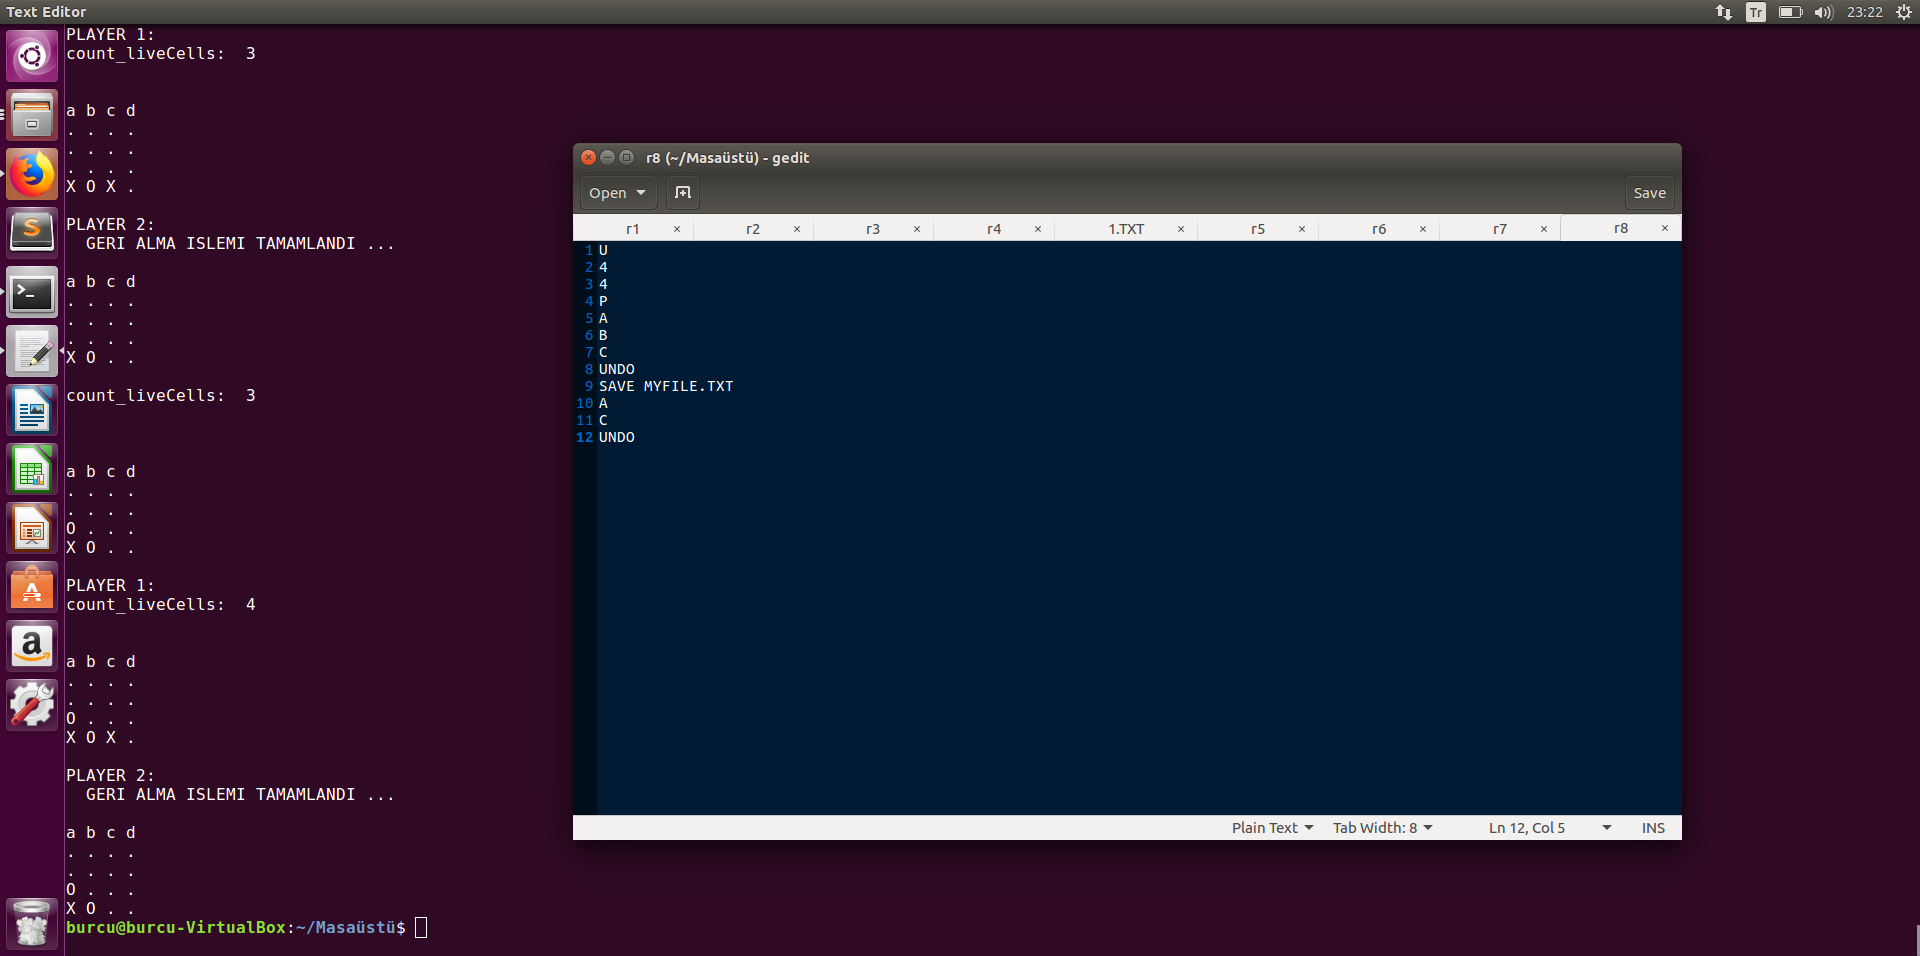 Text Editor
Tr
23:22
PLAYER 1:
count_liveCells:  3
a b c d
. . . .
. . . .
. . . .
X O X .
PLAYER 2:
  GERI ALMA ISLEMI TAMAMLANDI ...
a b c d
. . . .
. . . .
. . . .
X O . .
count_liveCells:  3
a b c d
. . . .
. . . .
O . . .
X O . .
PLAYER 1:
count_liveCells:  4
a b c d
. . . .
. . . .
O . . .
X O X .
PLAYER 2:
  GERI ALMA ISLEMI TAMAMLANDI ...
a b c d
. . . .
. . . .
O . . .
X O . .
burcu@burcu-VirtualBox:~/Masaüstü$
r8 (~/Masaüstü) - gedit
Open
Save
r1 × r2 × r3 × r4 × 1.TXT × r5 × r6 × r7 × r8 ×
1 U
2 4
3 4
4 P
5 A
6 B
7 C
8 UNDO
9 SAVE MYFILE.TXT
10 A
11 C
12 UNDO
Plain Text Tab Width: 8 Ln 12, Col 5 INS